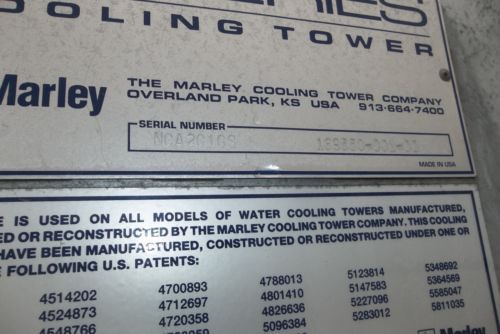 COOLING TOWER
Marley
THE MARLEY COOLING TOWER COMPANY
OVERLAND PARK, KS USA 913-664-7400
SERIAL NUMBER
MADE IN USA
E IS USED ON ALL MODELS OF WATER COOLING TOWERS MANUFACTURED,
ED OR RECONSTRUCTED BY THE MARLEY COOLING TOWER COMPANY. THIS COOLING
HAVE BEEN MANUFACTURED, CONSTRUCTED OR RECONSTRUCTED UNDER ONE OR
E FOLLOWING U.S. PATENTS:
4514202 4700893 4788013 5123814 5348692
4524873 4712697 4801410 5147583 5364569
4548766 4720358 4826636 5227096 5585047
5096384 5283012 5811035
Marley